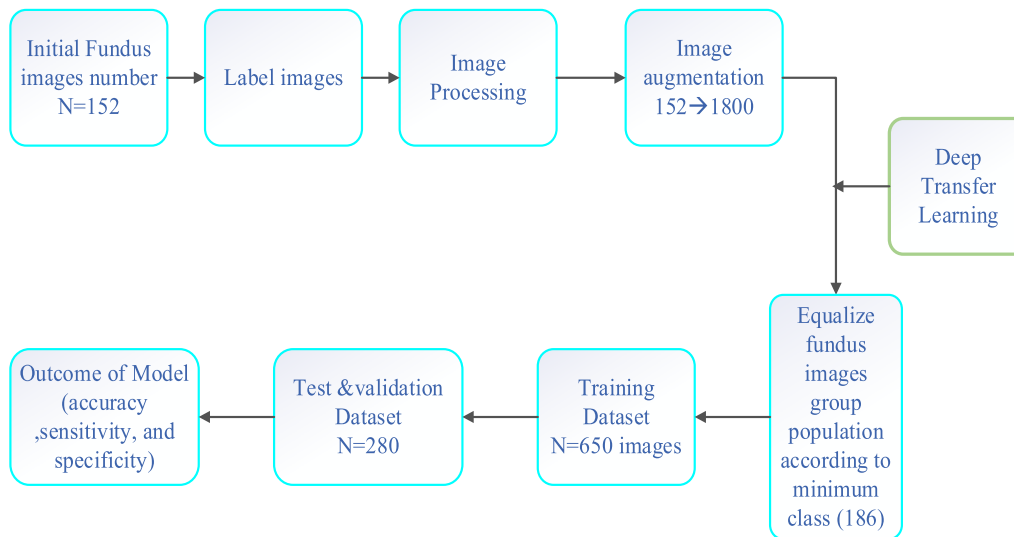 Initial Fundus
images number
N=152
Label images
Image
Processing
Image
augmentation
152→1800
Deep
Transfer
Learning
Equalize
fundus
images
group
population
according to
minimum
class (186)
Training
Dataset
N=650 images
Test &validation
Dataset
N=280
Outcome of Model
(accuracy
,sensitivity, and
specificity)